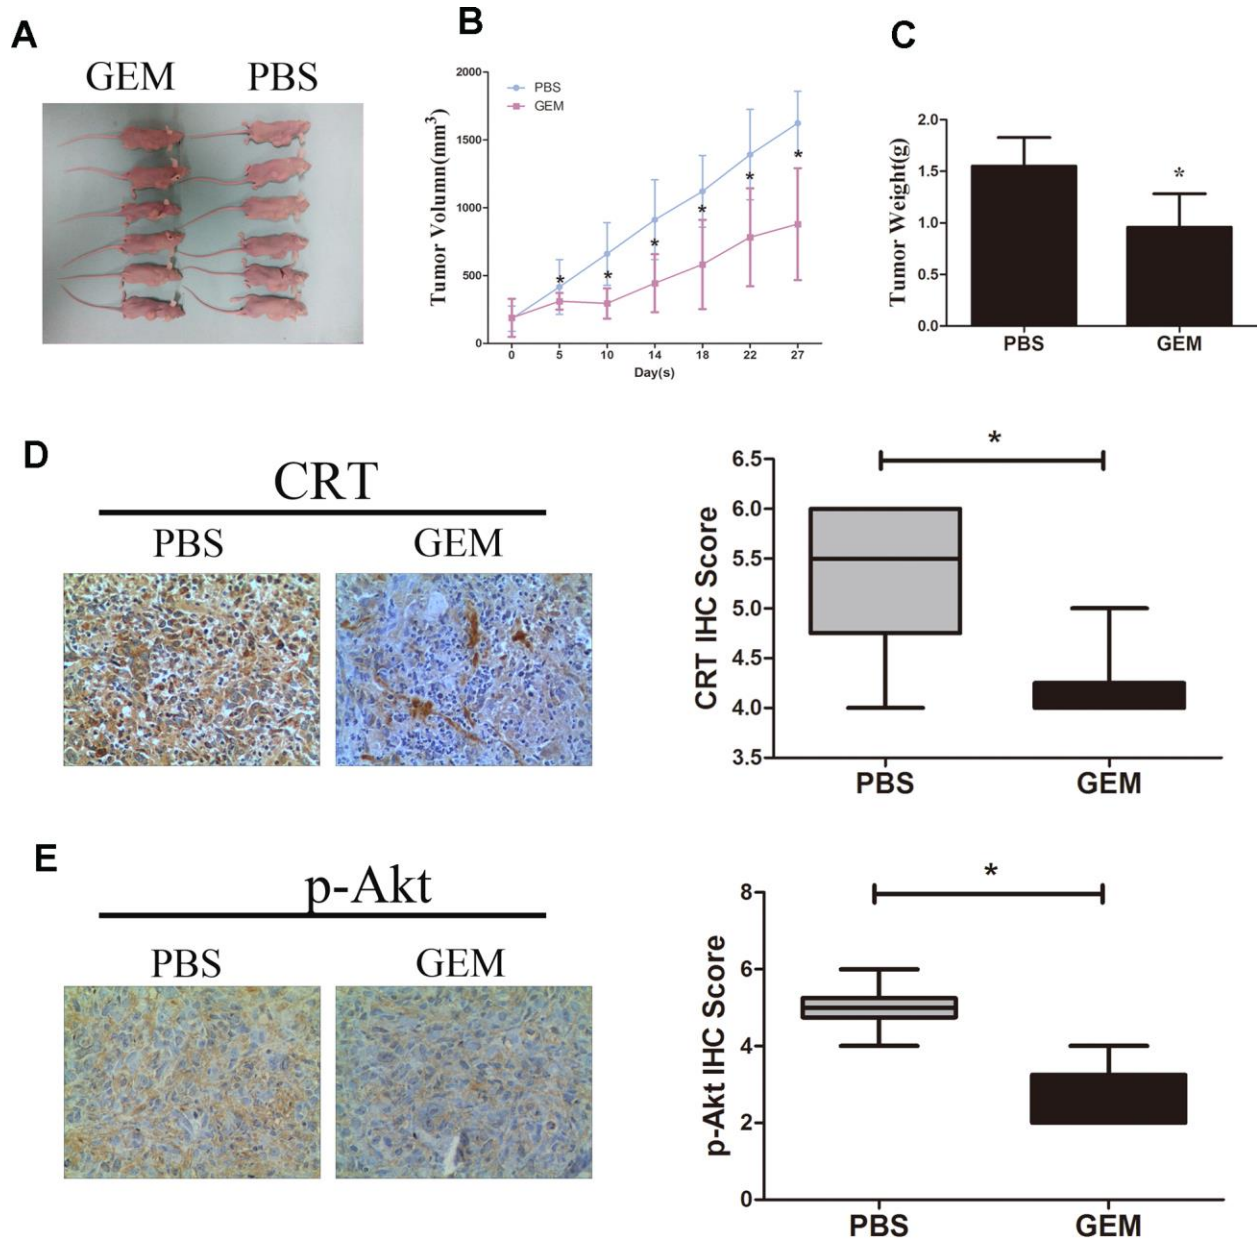 A
GEM PBS
B
2000
1500
1000
500
0
Tumor Volumn(mm³)
PBS
GEM
*
*
*
*
*
*
0 5 10 14 18 22 27
Day(s)
C
2.0
1.5
1.0
0.5
0.0
Tumor Weight(g)
*
PBS GEM
D
CRT
PBS GEM
*
6.5
6.0
5.5
5.0
4.5
4.0
3.5
CRT IHC Score
PBS GEM
E
p-Akt
PBS GEM
*
8
6
4
2
0
p-Akt IHC Score
PBS GEM